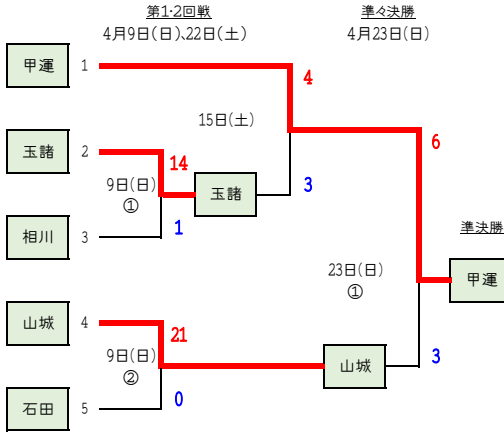 第1・2回戦
準々決勝
4月9日(日)、22日(土)
4月23日(日)
甲運
1
4
15日(土)
玉諸
2
14
6
9日(日)
①
玉諸
3
相川
3
1
準決勝
23日(日)
①
甲運
山城
4
21
9日(日)
②
山城
3
石田
5
0